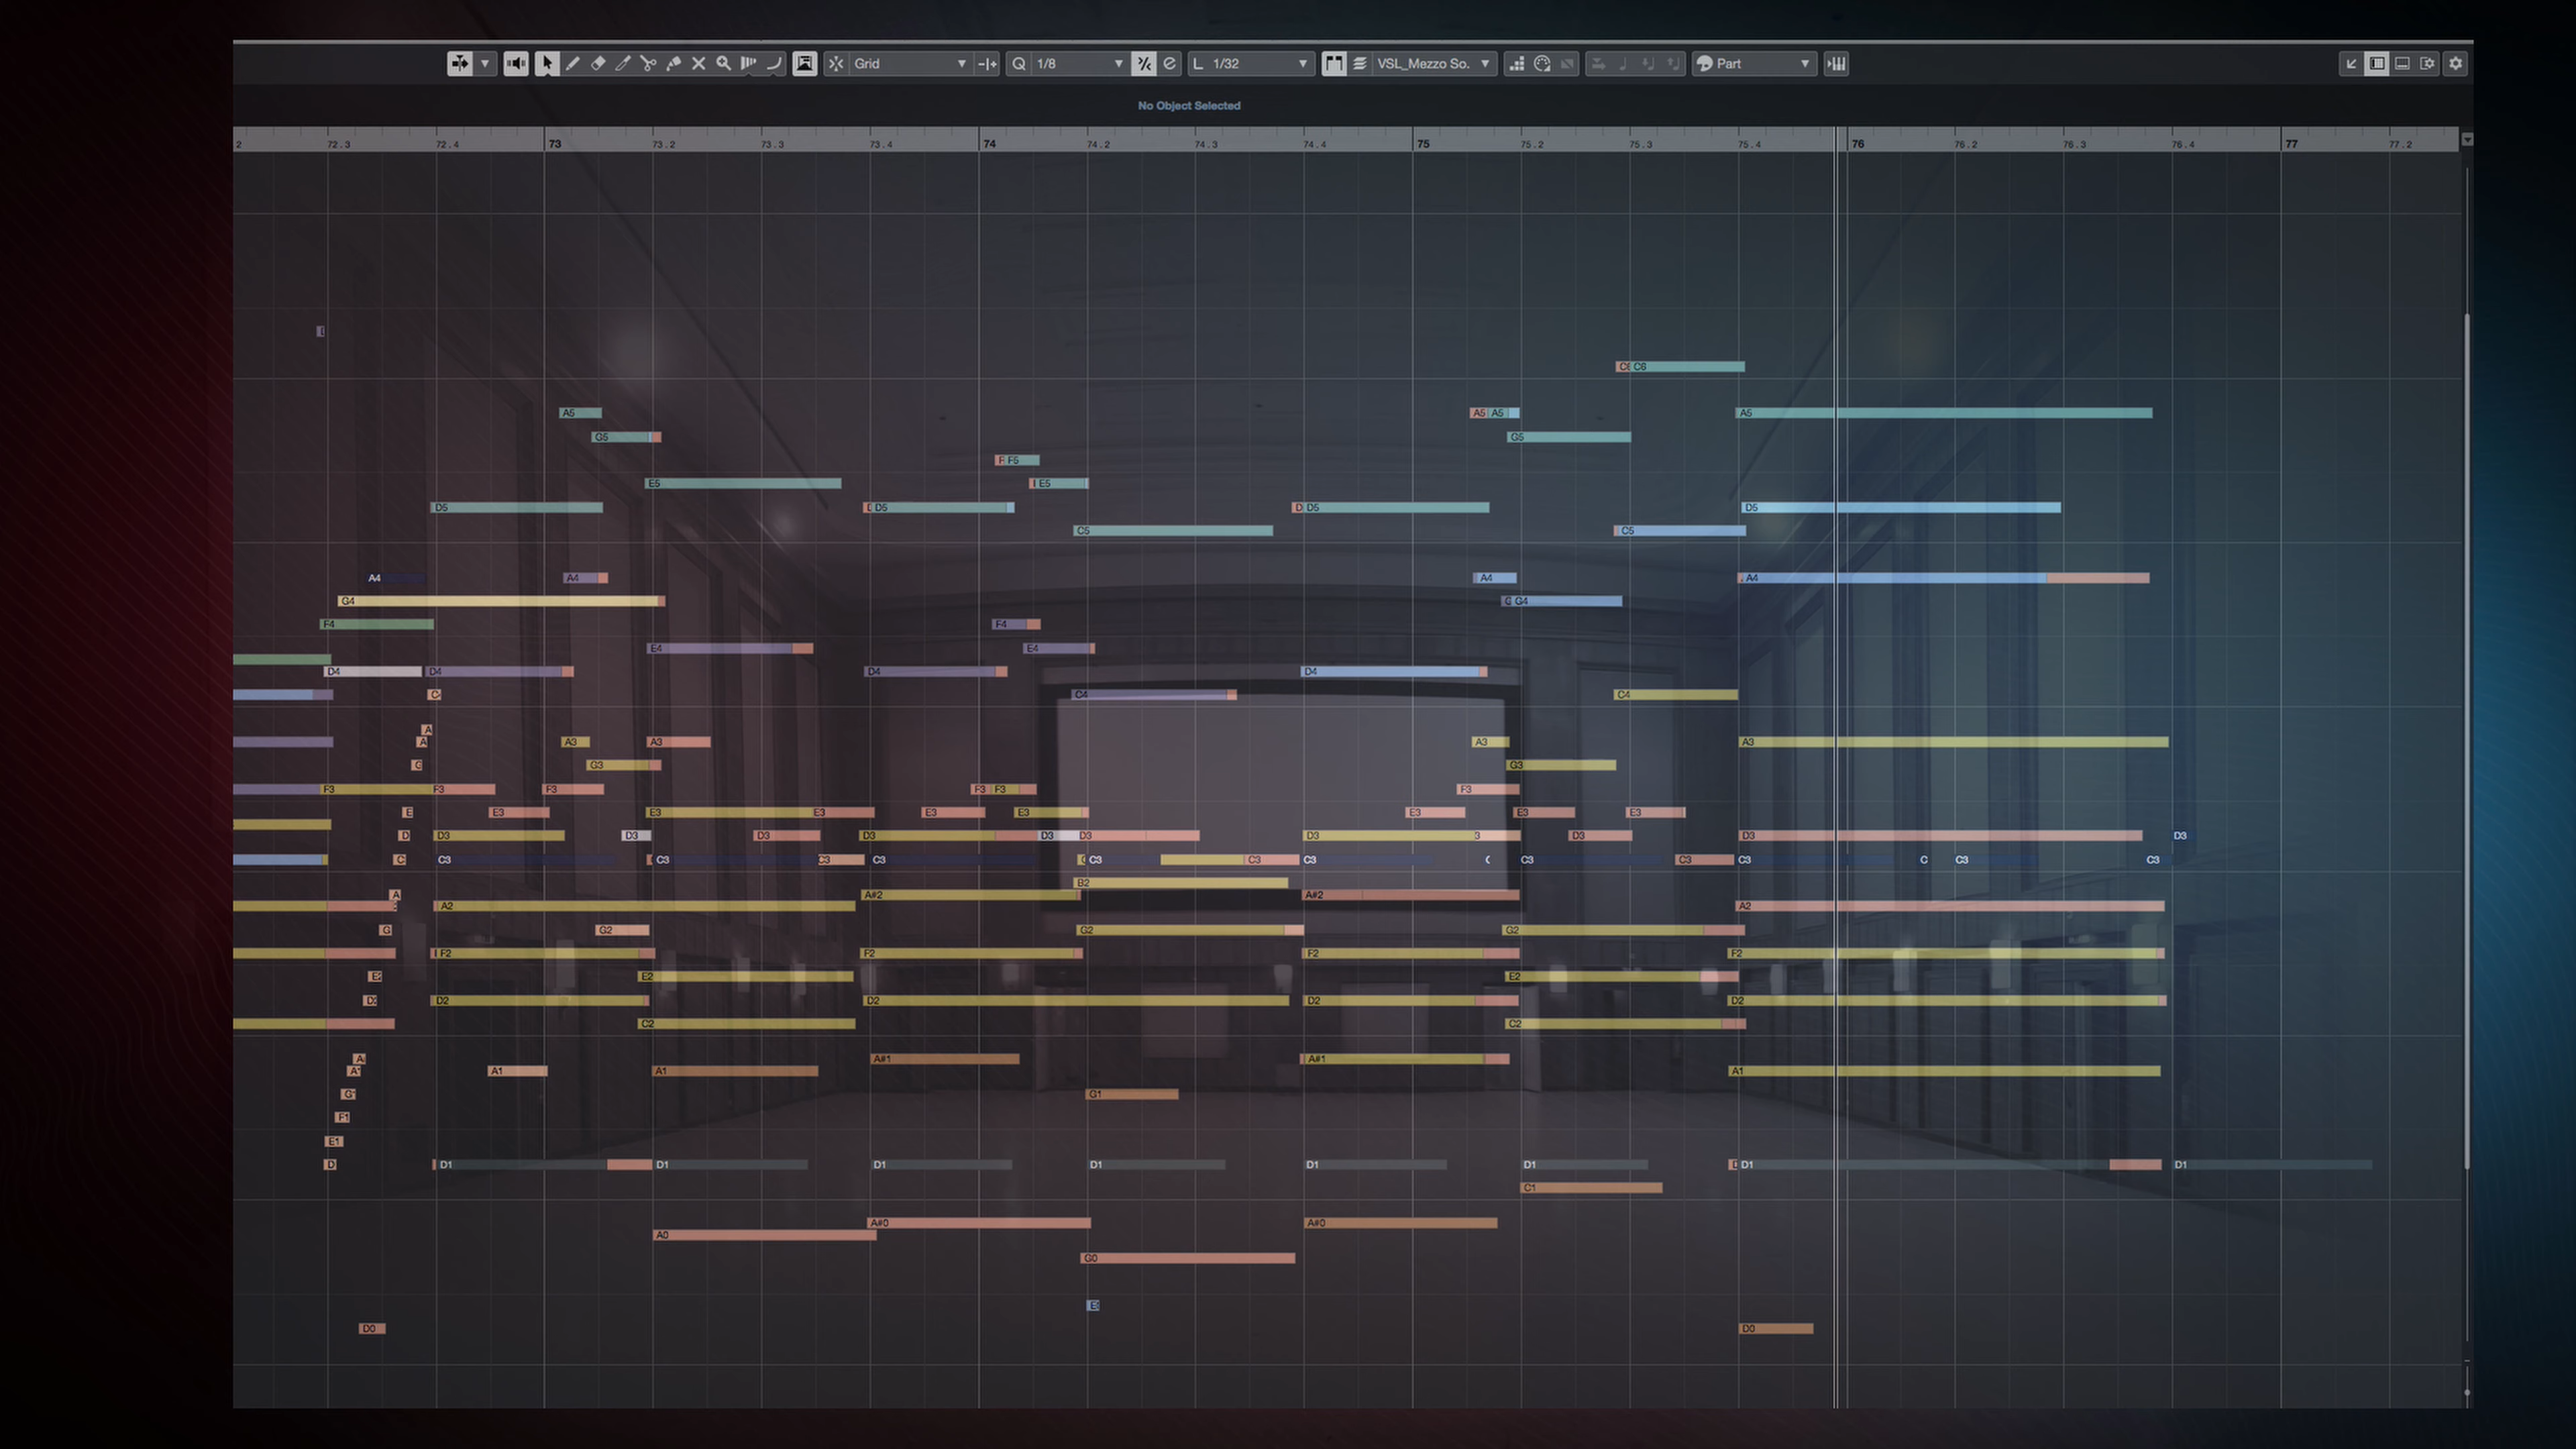 Grid Q 1/8 L 1/32 VSL_Mezzo So. Part
No Object Selected
2 72.3 72.4 73 73.2 73.3 73.4 74 74.2 74.3 74.4 75 75.2 75.3 75.4 76 76.2 76.3 76.4 77 77.2
C6
A5 A5 A5 A5
G5 G5
F5
E5 E5
D5 D5 D5 D5
C5 C5
A4 A4 A4 A4
G4 G4
F4 F4
E4 E4
D4 D4 D4 D4
C4 C4
A3 A3 A3 A3
G3 G3
F3 F3 F3 F3 F3 F3
E3 E3 E3 E3 E3 E3 E3 E3
D3 D3 D3 D3 D3 D3 D3 D3 D3 D3
C3 C3 C3 C3 C3 C3 C3 C3 C3 C3 C3 C3
B2
A#2 A#2
A2 A2
G2 G2 G2
F2 F2 F2 F2
E2 E2
D2 D2 D2 D2
C2 C2
A#1 A#1
A1 A1 A1
G1
F1
E1
D1 D1 D1 D1 D1 D1 D1 D1
C1
A#0 A#0
A0
G0
D0 D0